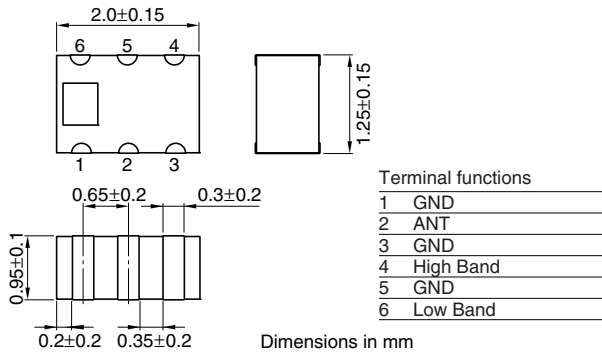 2.0±0.15
6 5 4
1 2 3
1.25±0.15
0.65±0.2 0.3±0.2
0.95±0.1
0.2±0.2 0.35±0.2
Dimensions in mm
Terminal functions
1 GND
2 ANT
3 GND
4 High Band
5 GND
6 Low Band